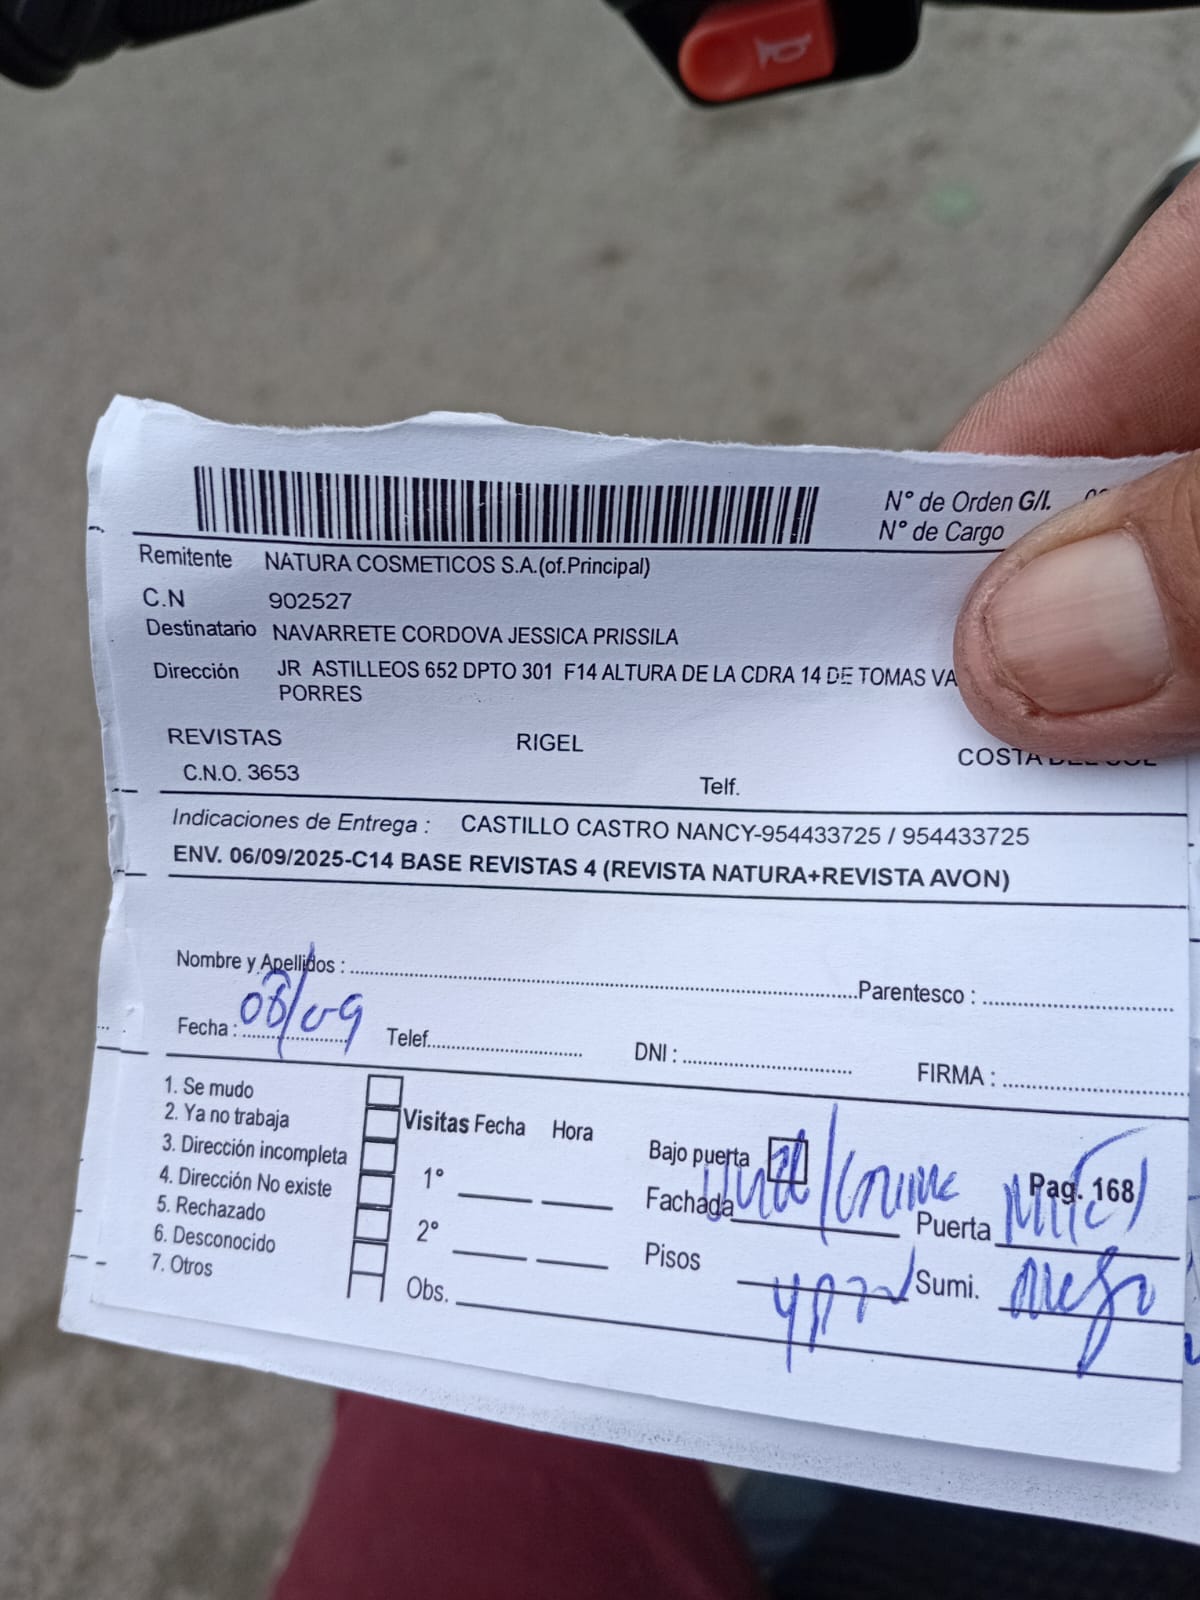 N° de Orden G/I.
N° de Cargo
Remitente NATURA COSMETICOS S.A.(of.Principal)
C.N 902527
Destinatario NAVARRETE CORDOVA JESSICA PRISSILA
Dirección JR ASTILLEOS 652 DPTO 301 F14 ALTURA DE LA CDRA 14 DE TOMAS VA
PORRES
REVISTAS RIGEL COSTA DEL SOL
C.N.O. 3653 Telf.
Indicaciones de Entrega : CASTILLO CASTRO NANCY-954433725 / 954433725
ENV. 06/09/2025-C14 BASE REVISTAS 4 (REVISTA NATURA+REVISTA AVON)
Nombre y Apellidos : Parentesco :
Fecha : 08/09 Telef. DNI : FIRMA :
1. Se mudo
2. Ya no trabaja
3. Dirección incompleta
4. Dirección No existe
5. Rechazado
6. Desconocido
7. Otros
Visitas Fecha Hora
1°
2°
Obs.
Bajo puerta
Fachada Puerta Pag. 168
Pisos Sumi.